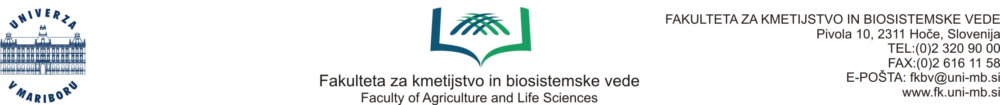 UNIVERZA
V MARIBORU
Fakulteta za kmetijstvo in biosistemske vede
Faculty of Agriculture and Life Sciences
FAKULTETA ZA KMETIJSTVO IN BIOSISTEMSKE VEDE
Pivola 10, 2311 Hoče, Slovenija
TEL:(0)2 320 90 00
FAX:(0)2 616 11 58
E-POŠTA: fkbv@uni-mb.si
www.fk.uni-mb.si